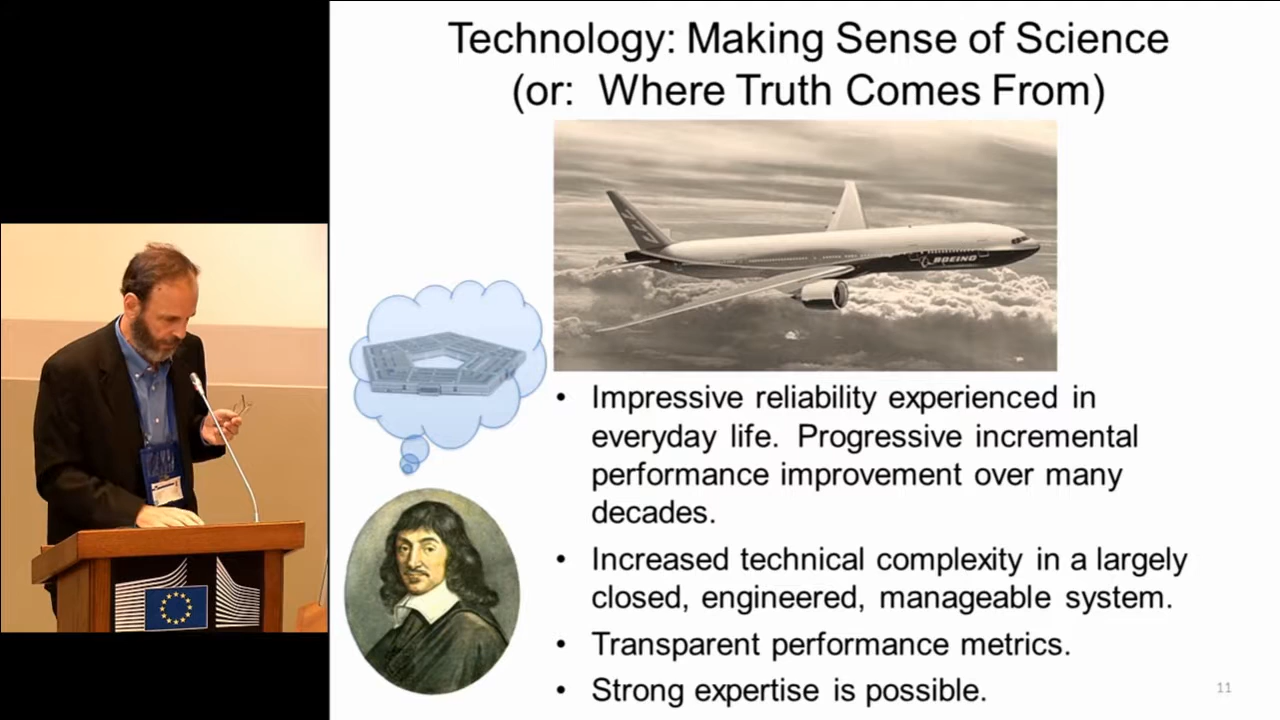 Technology: Making Sense of Science
(or: Where Truth Comes From)
BOEING
• Impressive reliability experienced in
everyday life. Progressive incremental
performance improvement over many
decades.
• Increased technical complexity in a largely
closed, engineered, manageable system.
• Transparent performance metrics.
• Strong expertise is possible.
11